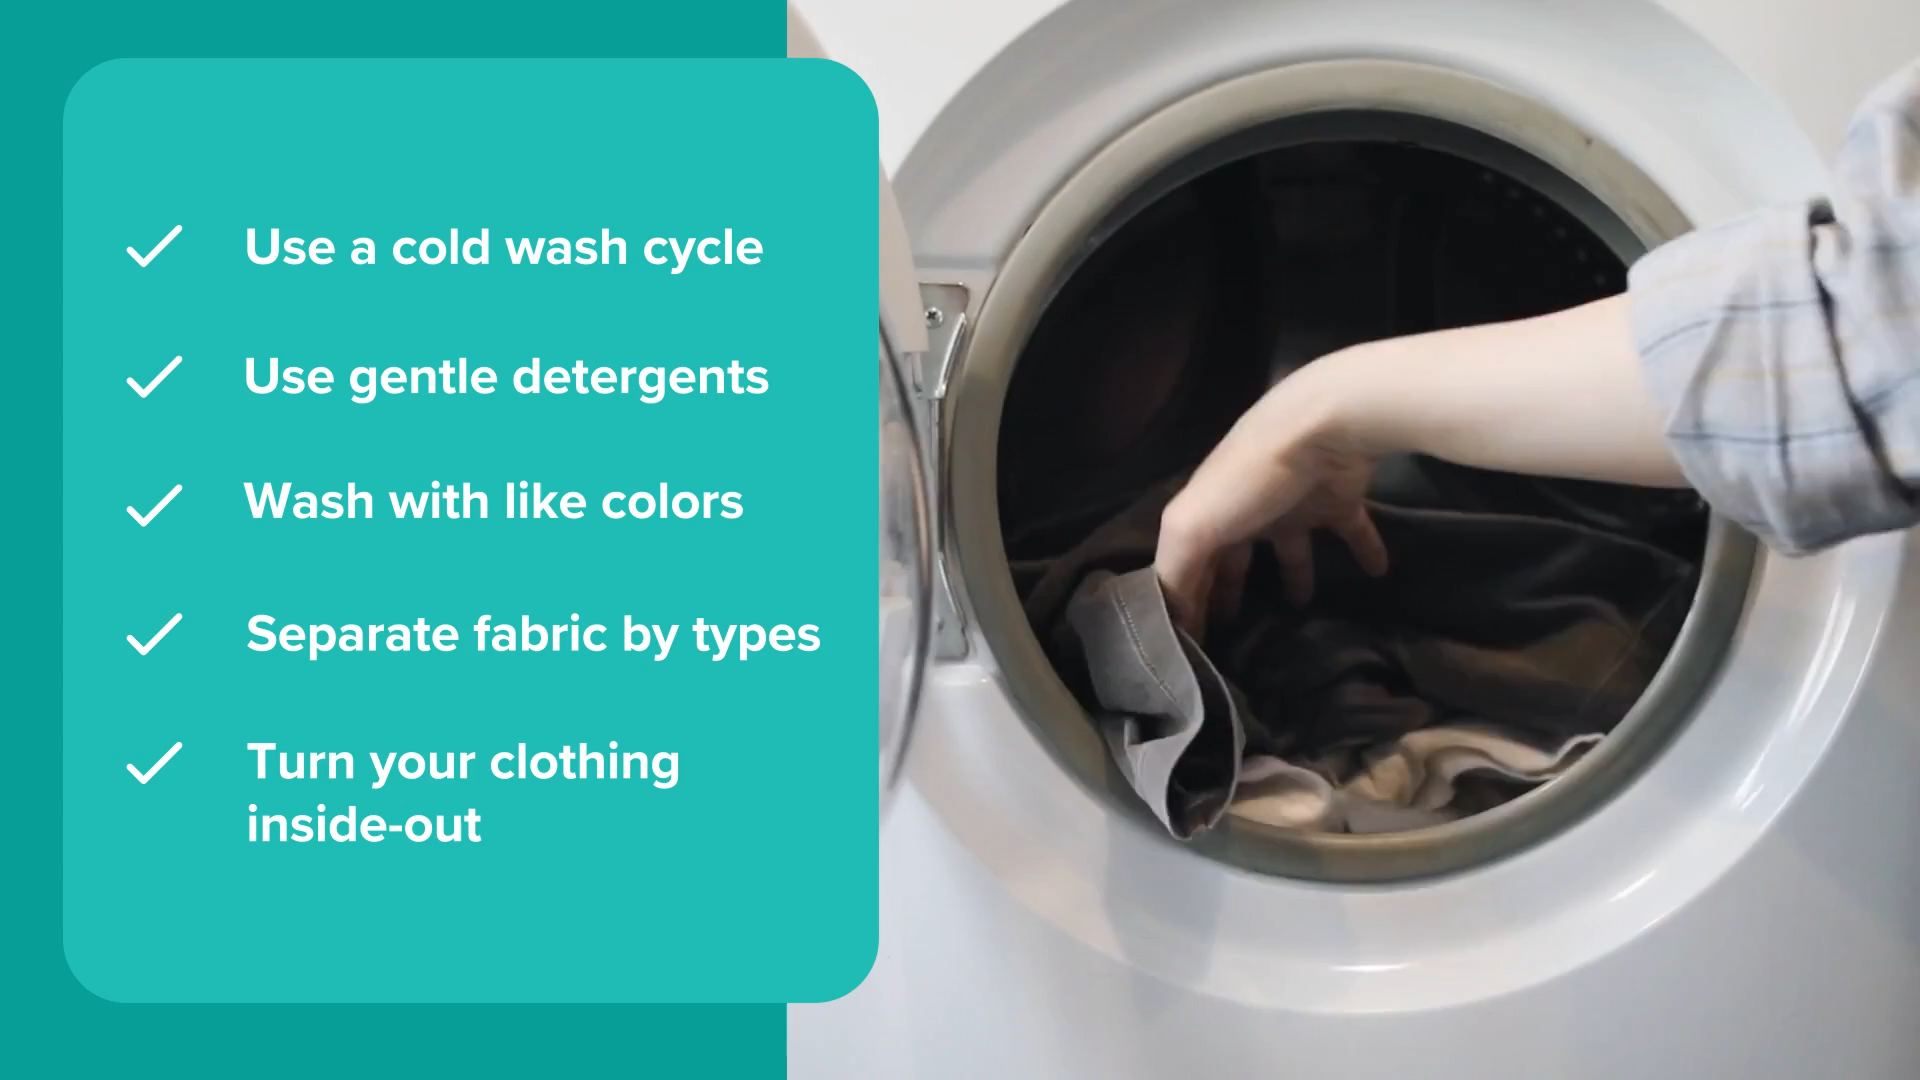 Use a cold wash cycle
Use gentle detergents
Wash with like colors
Separate fabric by types
Turn your clothing
inside-out